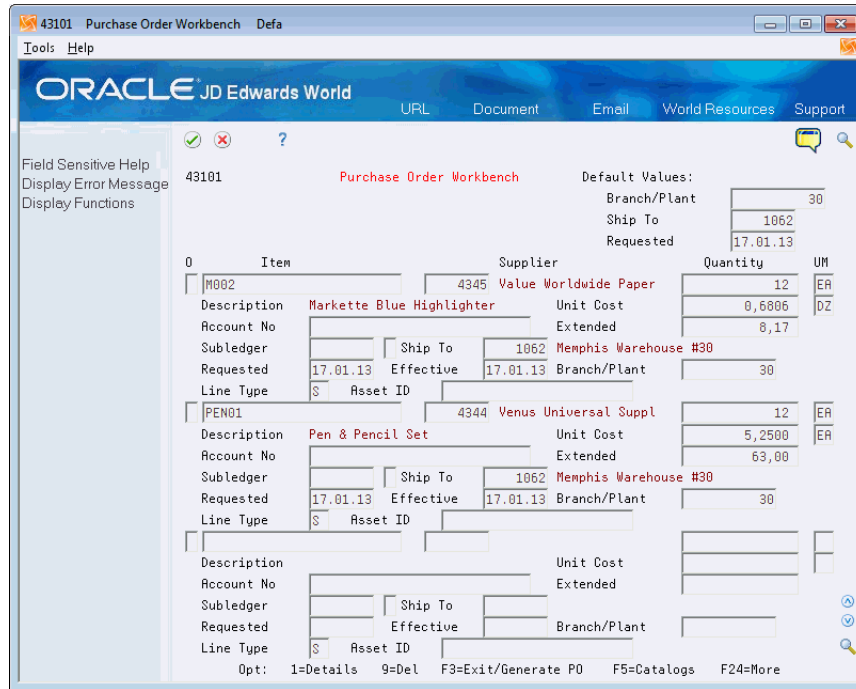 43101 Purchase Order Workbench Defa
Tools Help
ORACLE JD Edwards World
URL Document Email World Resources Support
?
Field Sensitive Help
Display Error Message
Display Functions
43101 Purchase Order Workbench Default Values:
Branch/Plant 30
Ship To 1062
Requested 17.01.13
O Item Supplier Quantity UM
M002 4345 Value Worldwide Paper 12 EA
Description Markette Blue Highlighter Unit Cost 0,6806 DZ
Account No Extended 8,17
Subledger Ship To 1062 Memphis Warehouse #30
Requested 17.01.13 Effective 17.01.13 Branch/Plant 30
Line Type S Asset ID
PEN01 4344 Venus Universal Suppl 12 EA
Description Pen & Pencil Set Unit Cost 5,2500 EA
Account No Extended 63,00
Subledger Ship To 1062 Memphis Warehouse #30
Requested 17.01.13 Effective 17.01.13 Branch/Plant 30
Line Type S Asset ID
Description Unit Cost
Account No Extended
Subledger Ship To
Requested Effective Branch/Plant
Line Type S Asset ID
Opt: 1=Details 9=Del F3=Exit/Generate PO F5=Catalogs F24=More